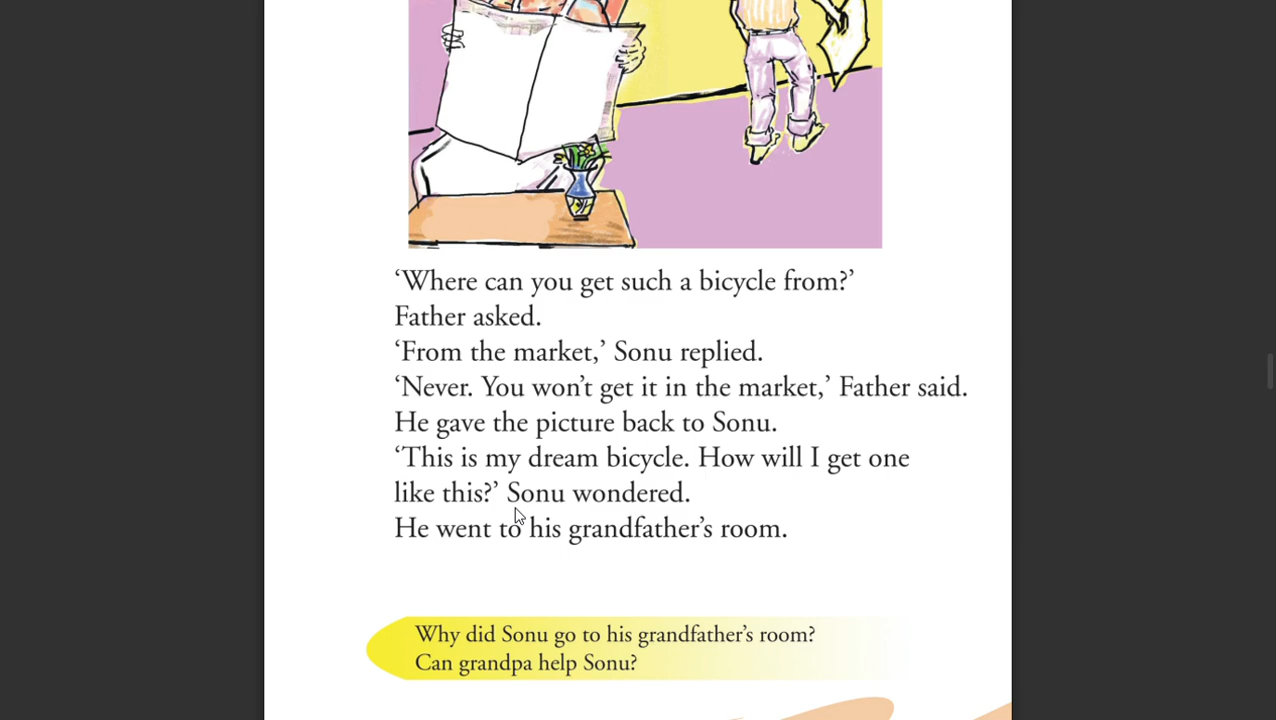 ‘Where can you get such a bicycle from?’
Father asked.
‘From the market,’ Sonu replied.
‘Never. You won’t get it in the market,’ Father said.
He gave the picture back to Sonu.
‘This is my dream bicycle. How will I get one
like this?’ Sonu wondered.
He went to his grandfather’s room.
Why did Sonu go to his grandfather’s room?
Can grandpa help Sonu?